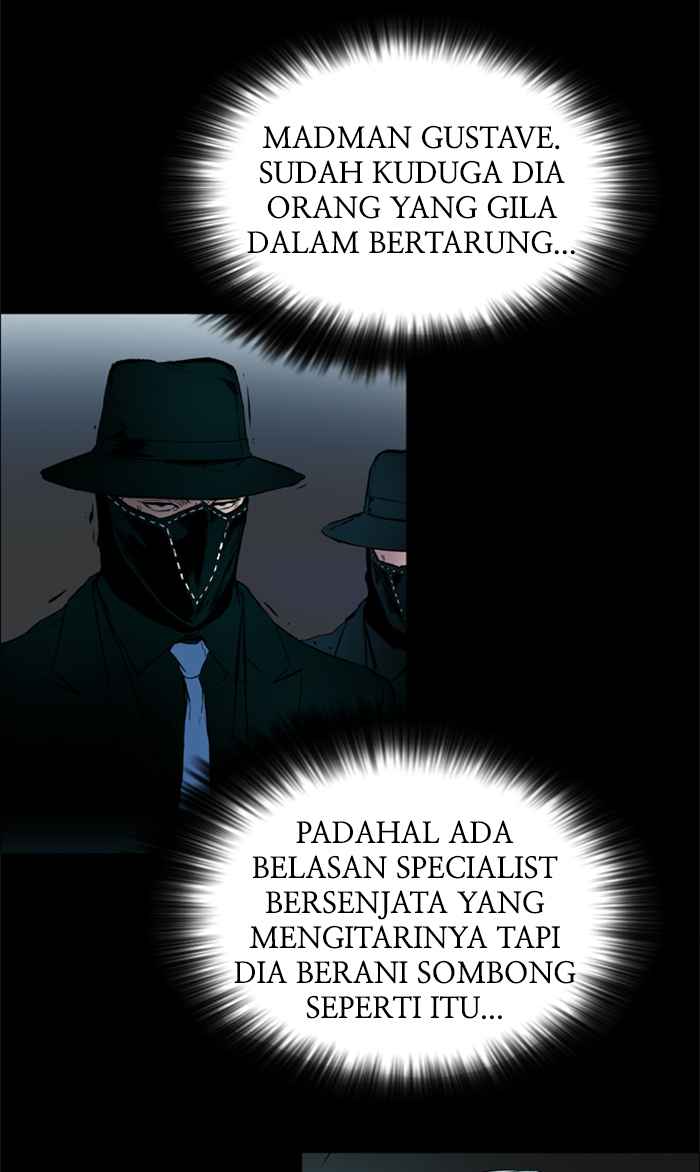 MADMAN GUSTAVE.
SUDAH KUDUGA DIA
ORANG YANG GILA
DALAM BERTARUNG...
PADAHAL ADA
BELASAN SPECIALIST
BERSENJATA YANG
MENGITARINYA TAPI
DIA BERANI SOMBONG
SEPERTI ITU...